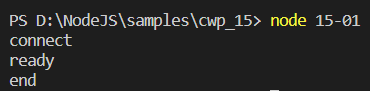 PS D:\NodeJS\samples\cwp_15> node 15-01
connect
ready
end